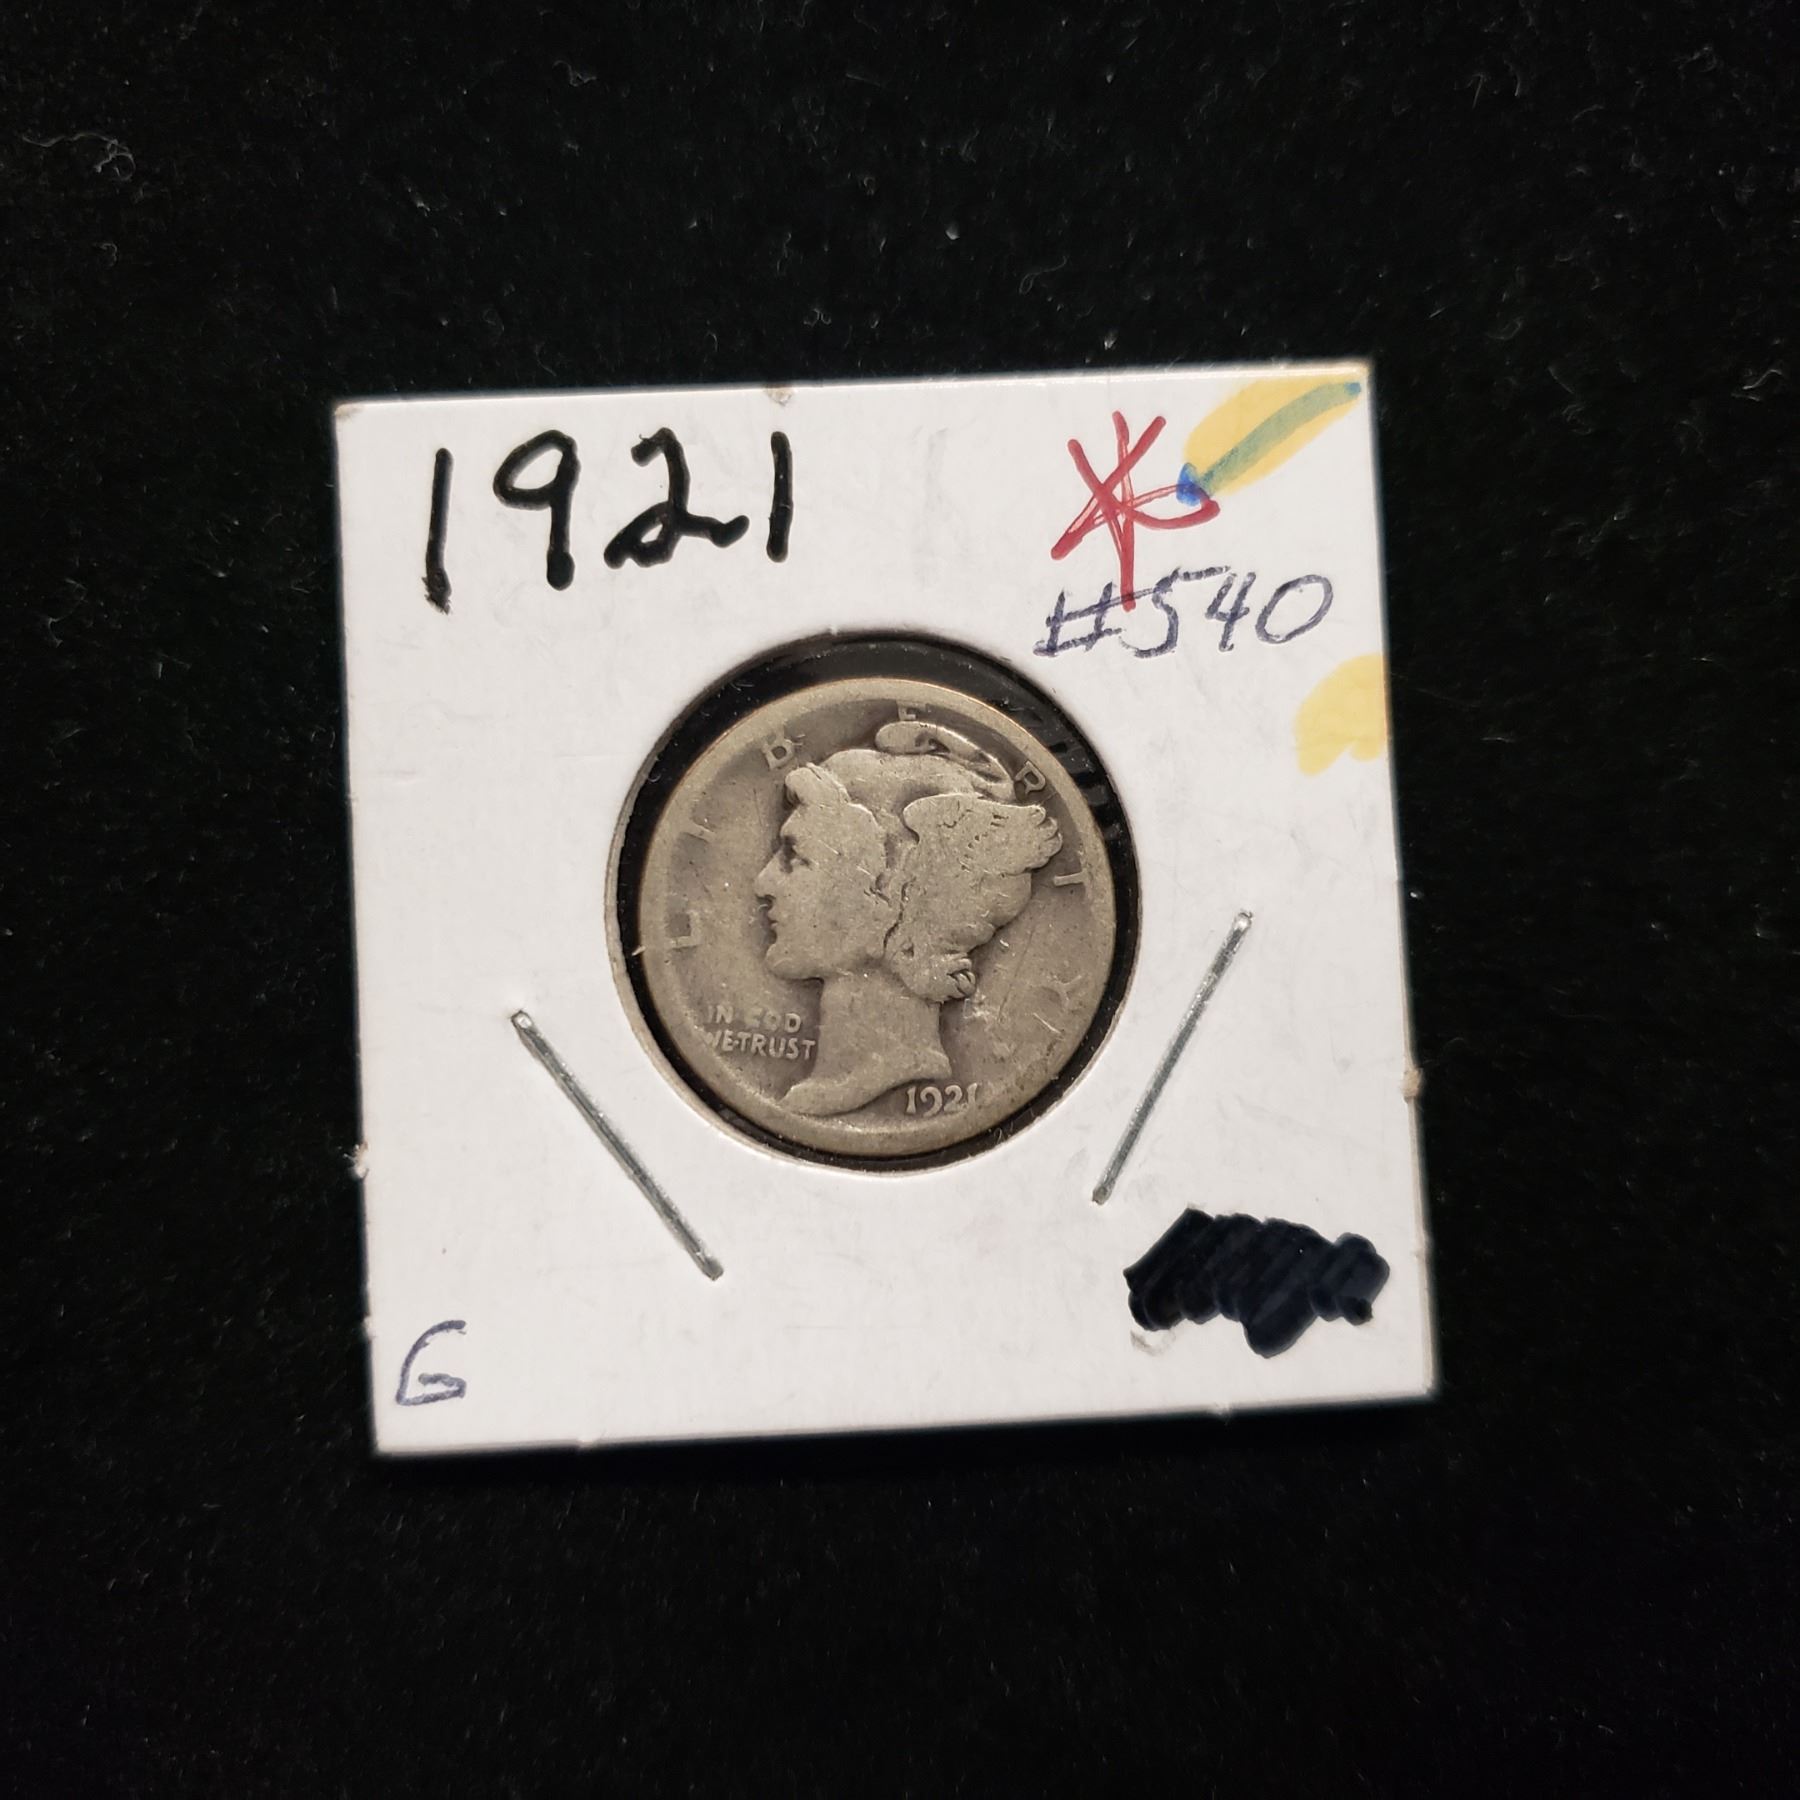 1921
#540
LIBERTY
IN GOD
WE TRUST
1921
G